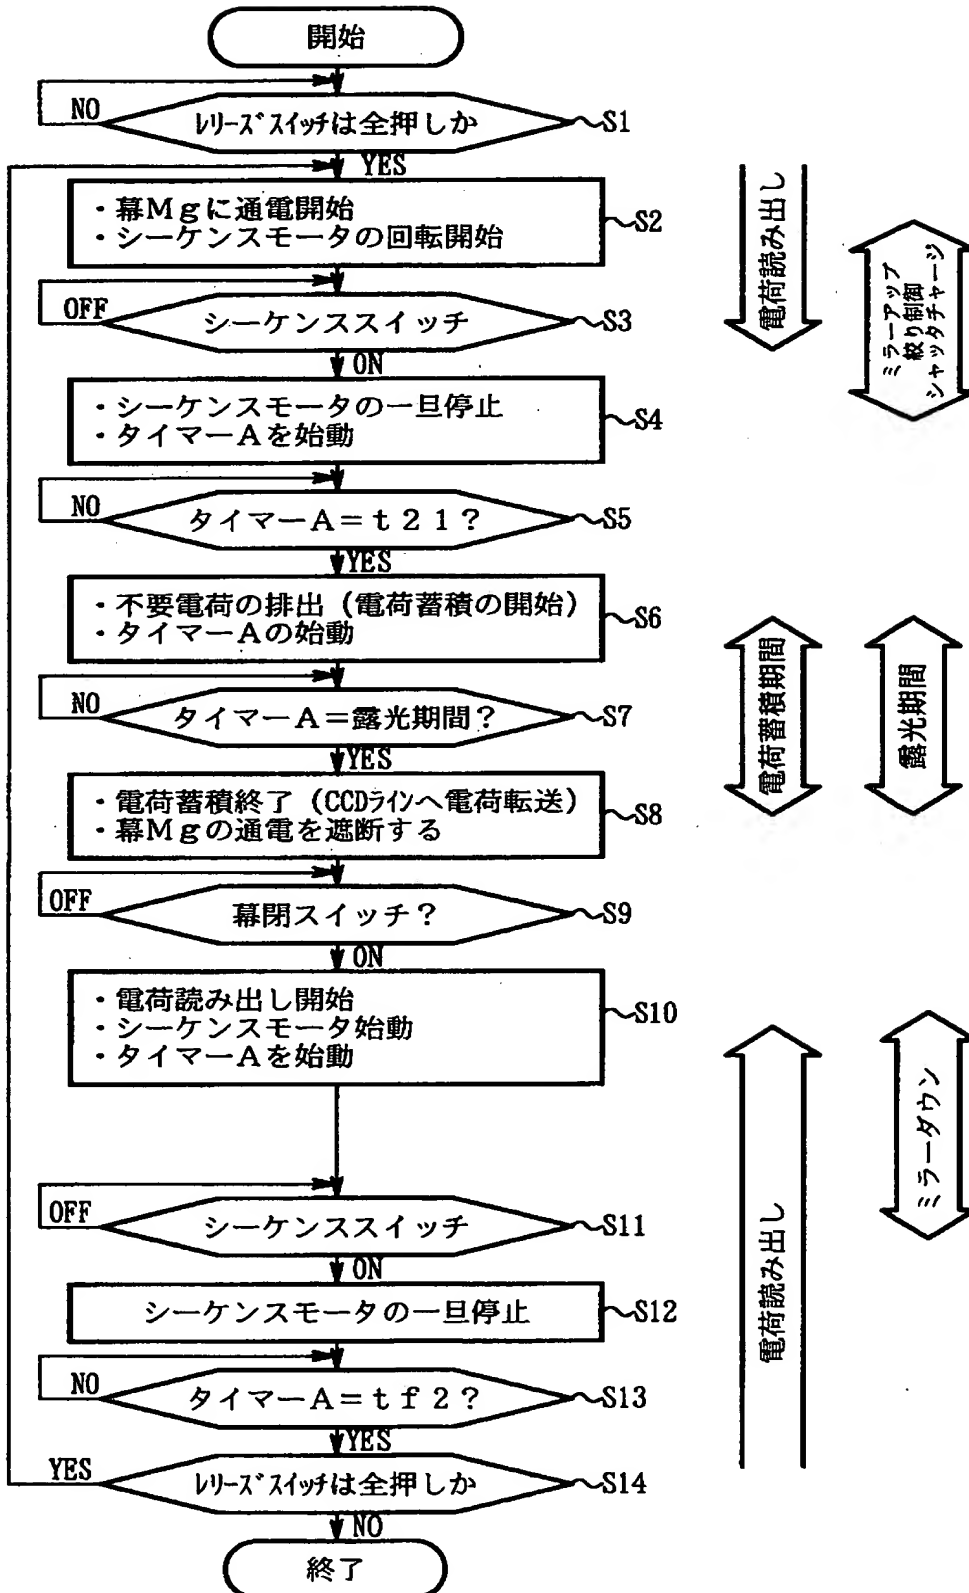 開始
NO
ﾚﾘｰｽﾞｽｲｯﾁは全押しか
S1
YES
・幕Ｍｇに通電開始
・シーケンスモータの回転開始
S2
OFF
シーケンススイッチ
S3
ON
・シーケンスモータの一旦停止
・タイマーＡを始動
S4
NO
タイマーＡ＝ｔ２１？
S5
YES
・不要電荷の排出（電荷蓄積の開始）
・タイマーＡの始動
S6
NO
タイマーＡ＝露光期間？
S7
YES
・電荷蓄積終了（CCDﾗｲﾝへ電荷転送）
・幕Ｍｇの通電を遮断する
S8
OFF
幕閉スイッチ？
S9
ON
・電荷読み出し開始
・シーケンスモータ始動
・タイマーＡを始動
S10
OFF
シーケンススイッチ
S11
ON
シーケンスモータの一旦停止
S12
NO
タイマーＡ＝ｔｆ２？
S13
YES
YES
ﾚﾘｰｽﾞｽｲｯﾁは全押しか
S14
NO
終了
電荷読み出し
ミラーアップ
絞り制御
シャッタチャージ
電荷蓄積期間
露光期間
電荷読み出し
ミラーダウン